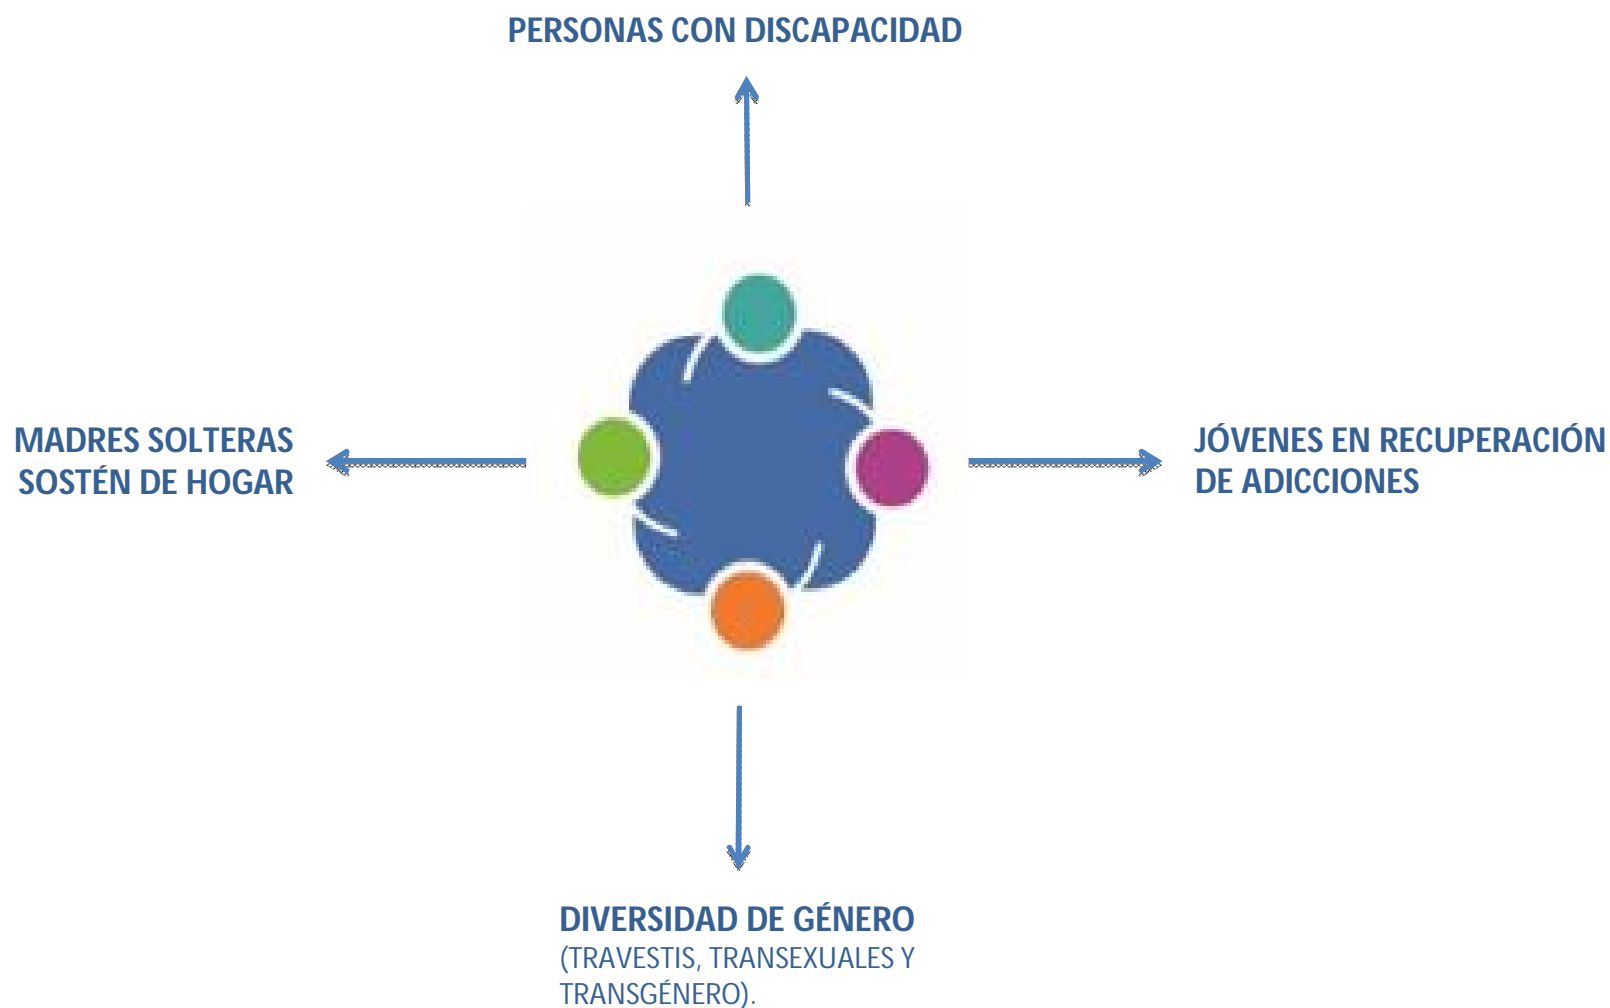 PERSONAS CON DISCAPACIDAD
MADRES SOLTERAS
SOSTÉN DE HOGAR
JÓVENES EN RECUPERACIÓN
DE ADICCIONES
DIVERSIDAD DE GÉNERO
(TRAVESTIS, TRANSEXUALES Y
TRANSGÉNERO).